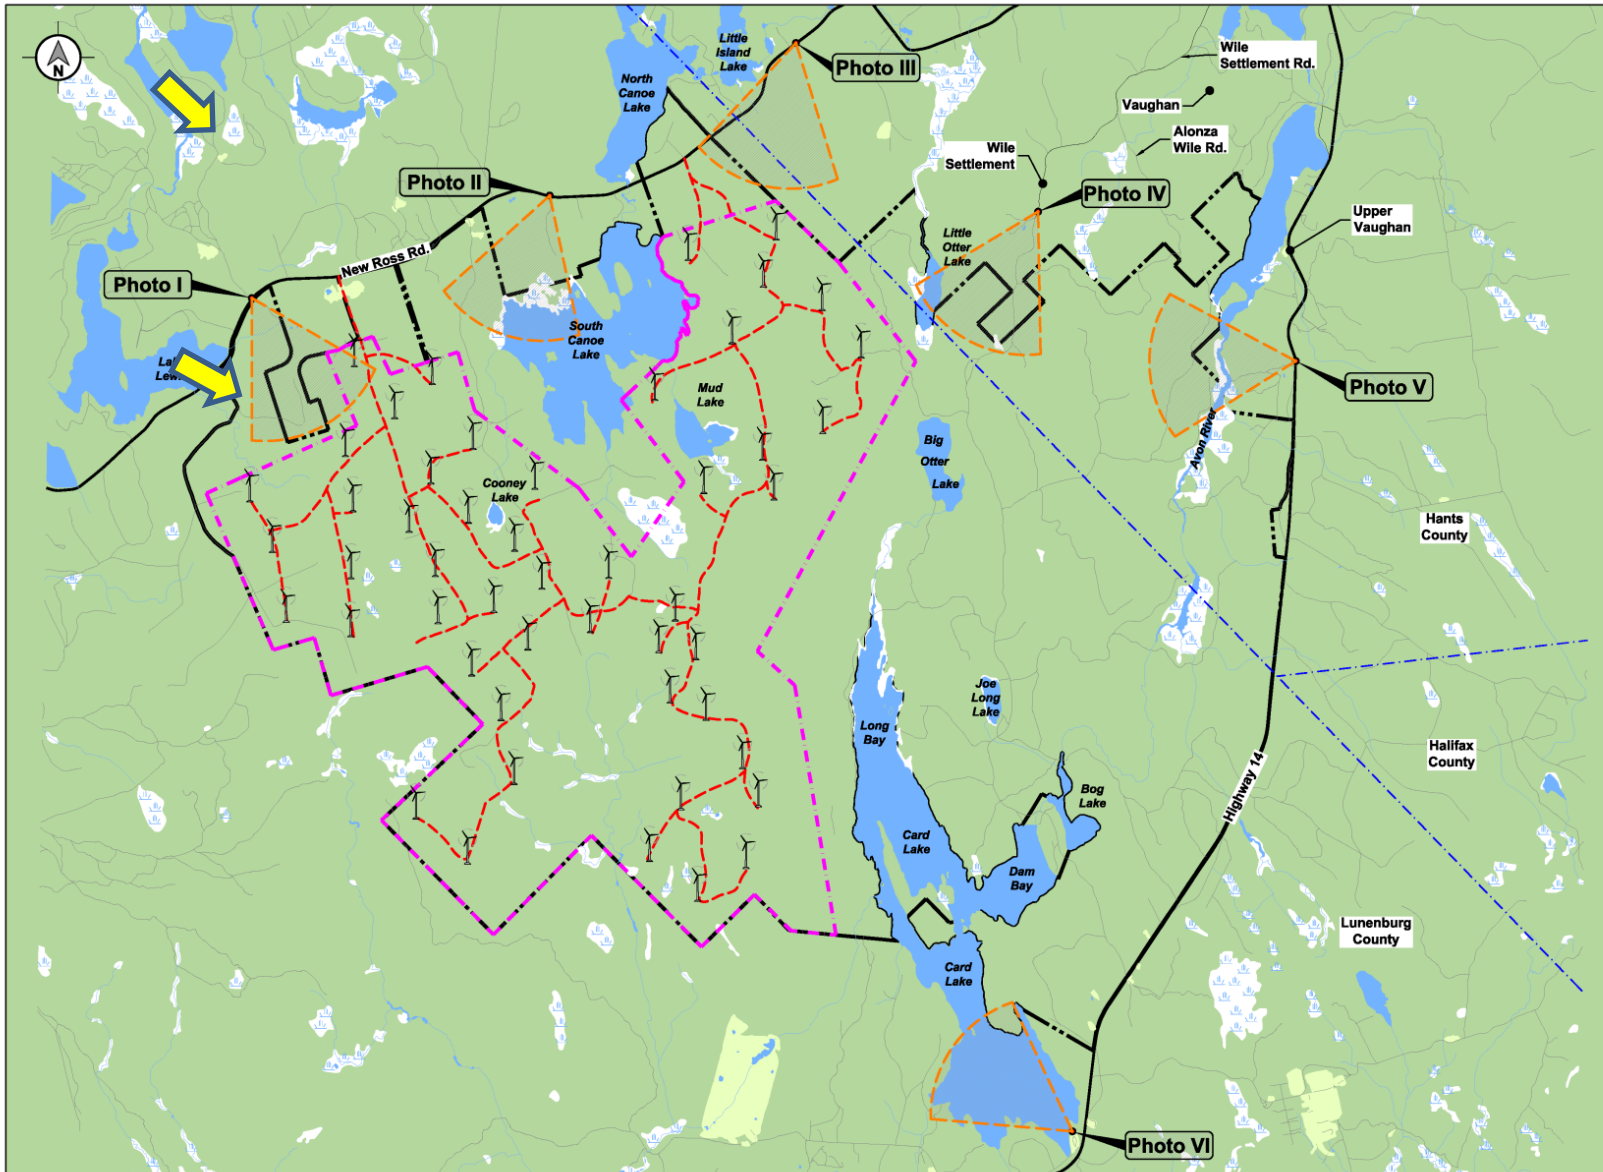 N
Little
Island
Lake
Photo III
North
Canoe
Lake
Wile
Settlement Rd.
Vaughan
Alonza
Wile Rd.
Wile
Settlement
Photo II
Photo IV
Upper
Vaughan
Little
Otter
Lake
New Ross Rd.
Photo I
South
Canoe
Lake
Photo V
Mud
Lake
Avon River
Big
Otter
Lake
Cooney
Lake
Hants
County
Joe
Long
Lake
Long
Bay
Halifax
County
Highway 14
Bog
Lake
Card
Lake
Dam
Bay
Lunenburg
County
Card
Lake
Photo VI